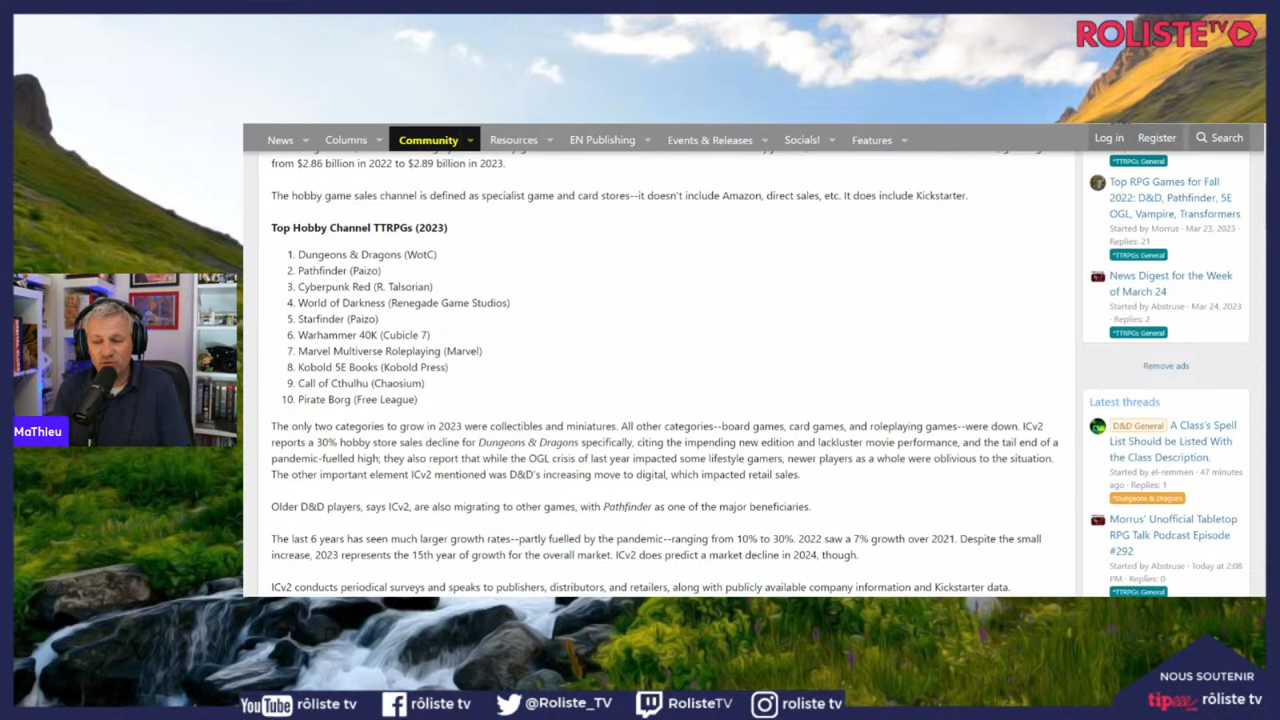 ROLISTE TV
News
Columns
Community
Resources
EN Publishing
Events & Releases
Socials!
Features
Log in
Register
Search
from $2.86 billion in 2022 to $2.89 billion in 2023.
The hobby game sales channel is defined as specialist game and card stores--it doesn't include Amazon, direct sales, etc. It does include Kickstarter.
Top Hobby Channel TTRPGs (2023)
1. Dungeons & Dragons (WotC)
2. Pathfinder (Paizo)
3. Cyberpunk Red (R. Talsorian)
4. World of Darkness (Renegade Game Studios)
5. Starfinder (Paizo)
6. Warhammer 40K (Cubicle 7)
7. Marvel Multiverse Roleplaying (Marvel)
8. Kobold 5E Books (Kobold Press)
9. Call of Cthulhu (Chaosium)
10. Pirate Borg (Free League)
The only two categories to grow in 2023 were collectibles and miniatures. All other categories--board games, card games, and roleplaying games--were down. ICv2
reports a 30% hobby store sales decline for Dungeons & Dragons specifically, citing the impending new edition and lackluster movie performance, and the tail end of a
pandemic-fuelled high; they also report that while the OGL crisis of last year impacted some lifestyle gamers, newer players as a whole were oblivious to the situation.
The other important element ICv2 mentioned was D&D's increasing move to digital, which impacted retail sales.
Older D&D players, says ICv2, are also migrating to other games, with Pathfinder as one of the major beneficiaries.
The last 6 years has seen much larger growth rates--partly fuelled by the pandemic--ranging from 10% to 30%. 2022 saw a 7% growth over 2021. Despite the small
increase, 2023 represents the 15th year of growth for the overall market. ICv2 does predict a market decline in 2024, though.
ICv2 conducts periodical surveys and speaks to publishers, distributors, and retailers, along with publicly available company information and Kickstarter data.
*TTRPGs General
Top RPG Games for Fall
2022: D&D, Pathfinder, 5E
OGL, Vampire, Transformers
Started by Morrus · Mar 23, 2023 ·
Replies: 21
*TTRPGs General
News Digest for the Week
of March 24
Started by Abstruse · Mar 24, 2023
· Replies: 2
*TTRPGs General
Remove ads
Latest threads
D&D General A Class's Spell
List Should be Listed With
the Class Description.
Started by el-remmen · 47 minutes
ago · Replies: 1
*Dungeons & Dragons
Morrus' Unofficial Tabletop
RPG Talk Podcast Episode
#292
Started by Abstruse · Today at 2:08
PM · Replies: 0
*TTRPGs General
MaThieu
NOUS SOUTENIR
tipeee rôliste tv
YouTube rôliste tv
rôliste tv
@Roliste_TV
RolisteTV
roliste tv